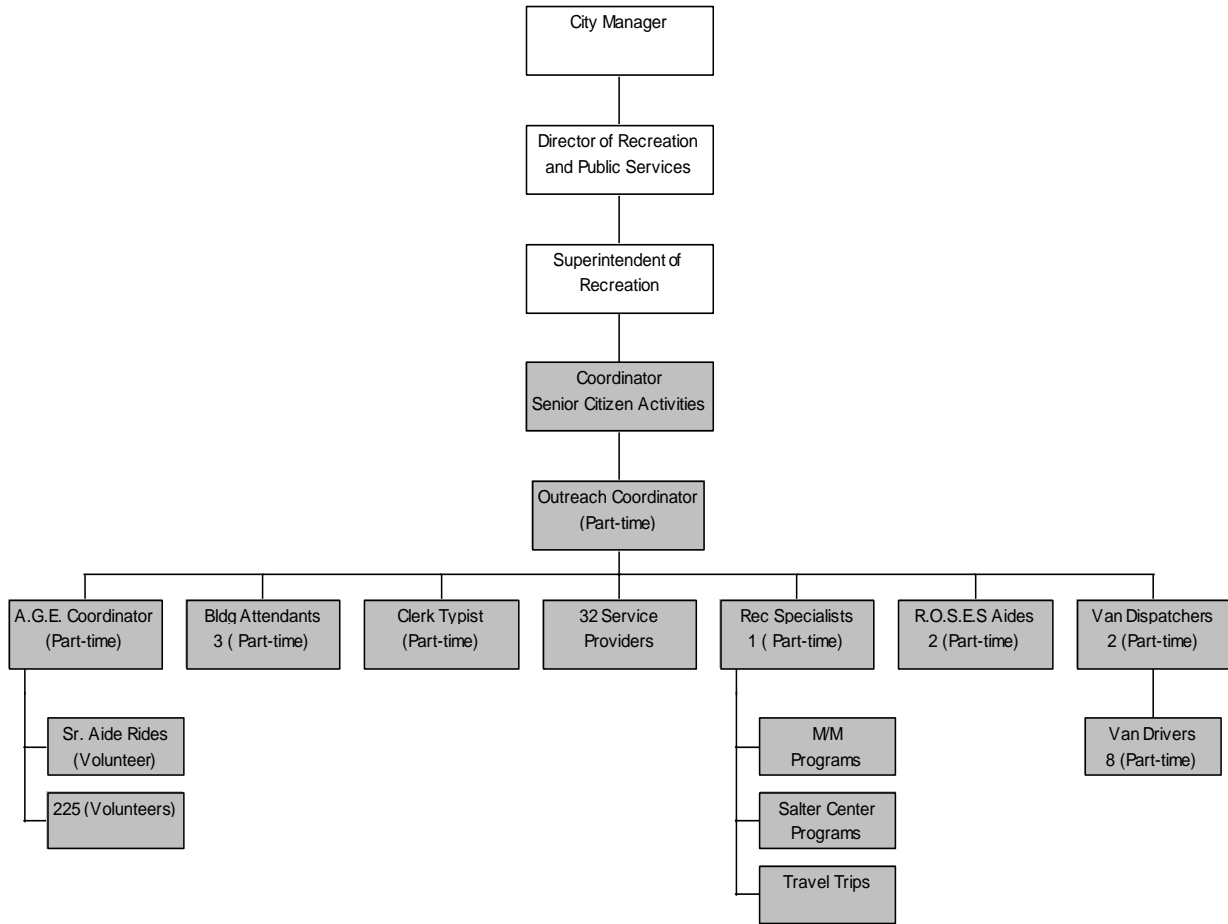 City Manager
Director of Recreation
and Public Services
Superintendent of
Recreation
Coordinator
Senior Citizen Activities
Outreach Coordinator
(Part-time)
A.G.E. Coordinator
(Part-time)
Bldg Attendants
3 ( Part-time)
Clerk Typist
(Part-time)
32 Service
Providers
Rec Specialists
1 ( Part-time)
R.O.S.E.S Aides
2 (Part-time)
Van Dispatchers
2 (Part-time)
Sr. Aide Rides
(Volunteer)
225 (Volunteers)
M/M
Programs
Salter Center
Programs
Travel Trips
Van Drivers
8 (Part-time)